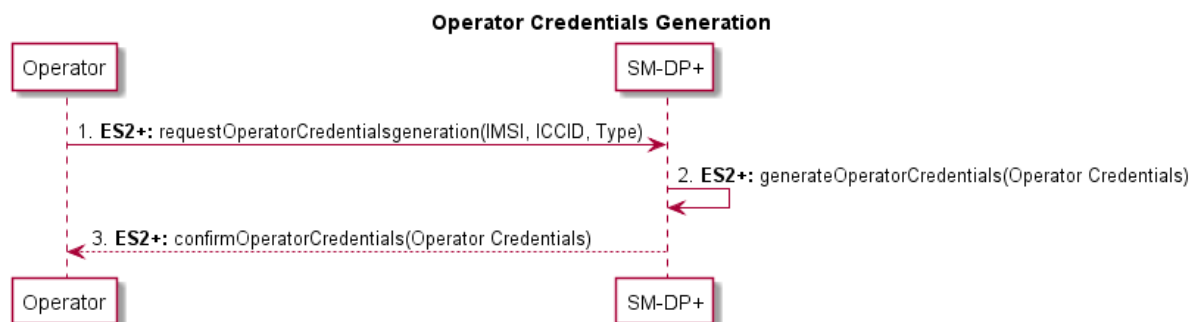 Operator Credentials Generation
Operator
SM-DP+
1. ES2+: requestOperatorCredentialsgeneration(IMSI, ICCID, Type)
2. ES2+: generateOperatorCredentials(Operator Credentials)
3. ES2+: confirmOperatorCredentials(Operator Credentials)
Operator
SM-DP+